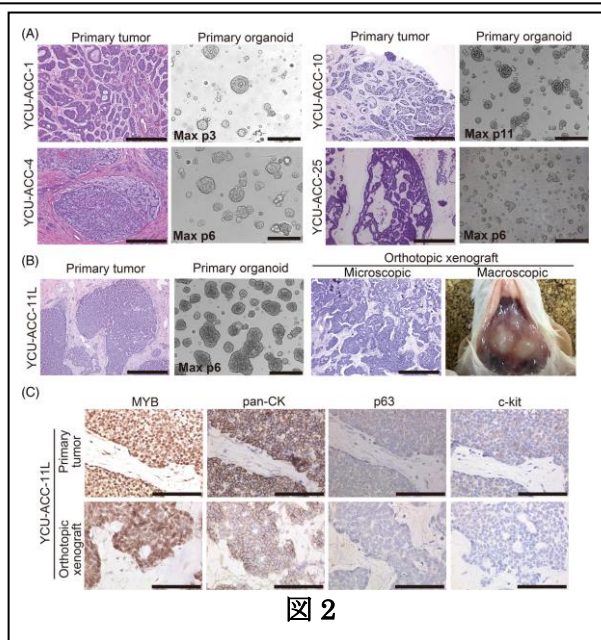 (A)
Primary tumor Primary organoid Primary tumor Primary organoid
YCU-ACC-1
Max p3
YCU-ACC-10
Max p11
YCU-ACC-4
Max p6
YCU-ACC-25
Max p6
(B)
Orthotopic xenograft
Primary tumor Primary organoid Microscopic Macroscopic
YCU-ACC-11L
Max p6
(C)
MYB pan-CK p63 c-kit
YCU-ACC-11L
Primary
tumor
Orthotopic
xenograft
図 2